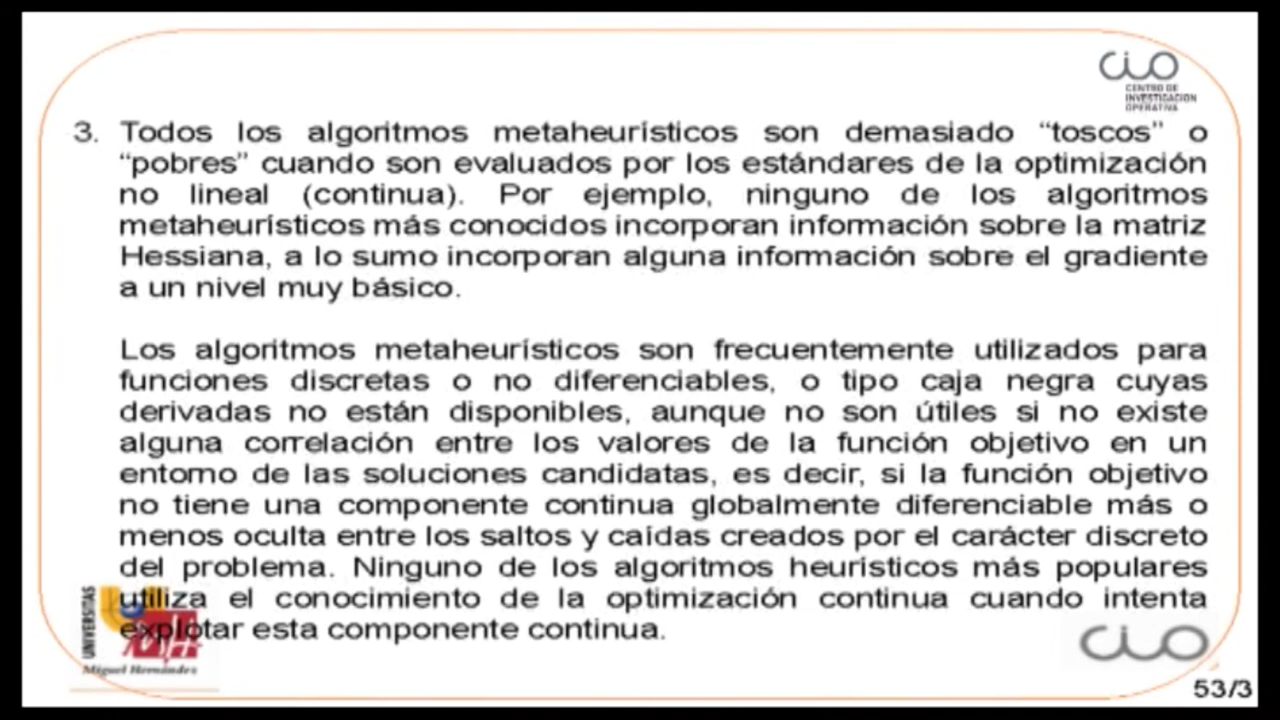 CIO
CENTRO DE
INVESTIGACIÓN
OPERATIVA
3. Todos los algoritmos metaheurísticos son demasiado “toscos” o
“pobres” cuando son evaluados por los estándares de la optimización
no lineal (continua). Por ejemplo, ninguno de los algoritmos
metaheurísticos más conocidos incorporan información sobre la matriz
Hessiana, a lo sumo incorporan alguna información sobre el gradiente
a un nivel muy básico.
Los algoritmos metaheurísticos son frecuentemente utilizados para
funciones discretas o no diferenciables, o tipo caja negra cuyas
derivadas no están disponibles, aunque no son útiles si no existe
alguna correlación entre los valores de la función objetivo en un
entorno de las soluciones candidatas, es decir, si la función objetivo
no tiene una componente continua globalmente diferenciable más o
menos oculta entre los saltos y caídas creados por el carácter discreto
del problema. Ninguno de los algoritmos heurísticos más populares
utiliza el conocimiento de la optimización continua cuando intenta
explotar esta componente continua.
UNIVERSITAS
Miguel Hernández
CIO
53/3